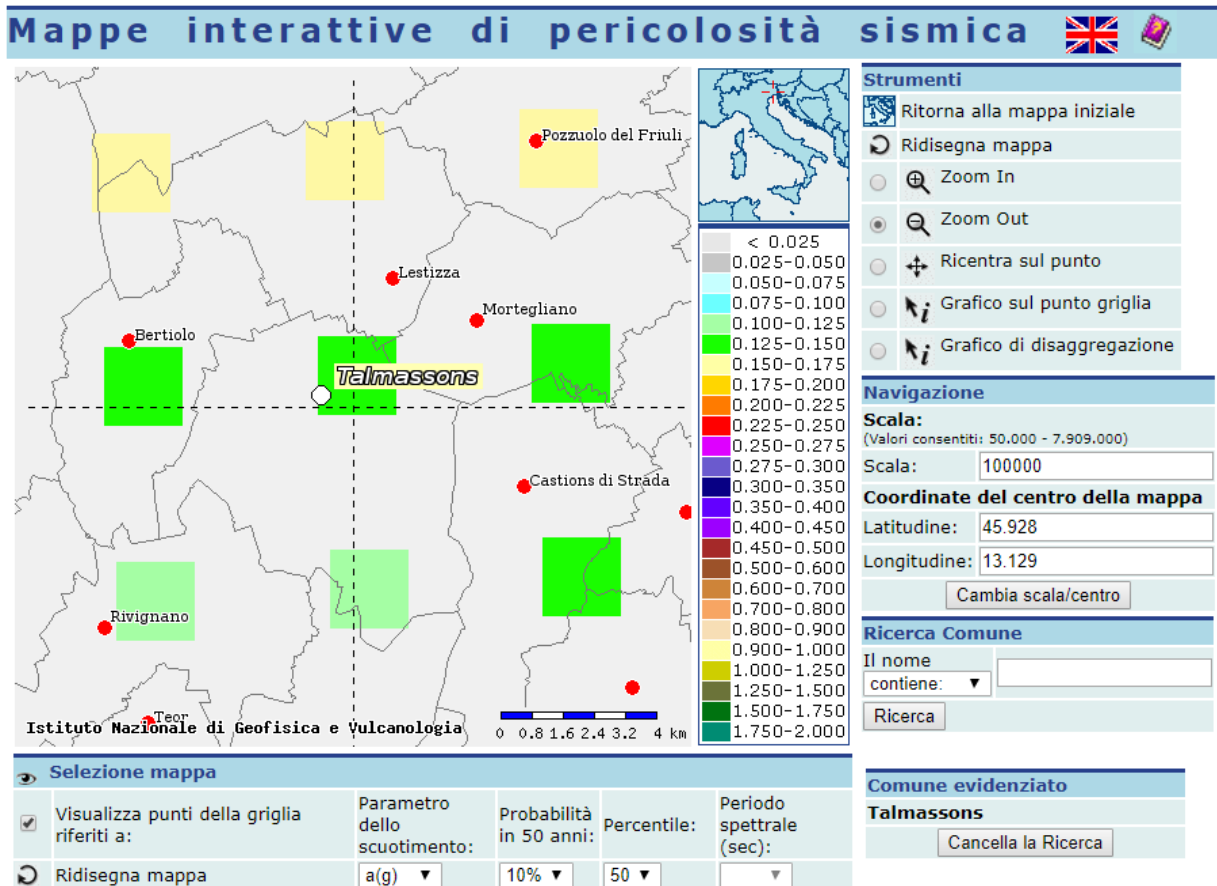 Mappe interattive di pericolosità sismica
Pozzuolo del Friuli
Lestizza
Mortegliano
Bertiolo
Talmassons
Castions di Strada
Rivignano
Teor
Istituto Nazionale di Geofisica e Vulcanologia
0 0.8 1.6 2.4 3.2 4 km
< 0.025
0.025-0.050
0.050-0.075
0.075-0.100
0.100-0.125
0.125-0.150
0.150-0.175
0.175-0.200
0.200-0.225
0.225-0.250
0.250-0.275
0.275-0.300
0.300-0.350
0.350-0.400
0.400-0.450
0.450-0.500
0.500-0.600
0.600-0.700
0.700-0.800
0.800-0.900
0.900-1.000
1.000-1.250
1.250-1.500
1.500-1.750
1.750-2.000
Strumenti
Ritorna alla mappa iniziale
Ridisegna mappa
Zoom In
Zoom Out
Ricentra sul punto
i Grafico sul punto griglia
i Grafico di disaggregazione
Navigazione
Scala:
(Valori consentiti: 50.000 - 7.909.000)
Scala: 100000
Coordinate del centro della mappa
Latitudine: 45.928
Longitudine: 13.129
Cambia scala/centro
Ricerca Comune
Il nome
contiene:
Ricerca
Comune evidenziato
Talmassons
Cancella la Ricerca
Selezione mappa
Visualizza punti della griglia
riferiti a:
Parametro
dello
scuotimento:
Probabilità
in 50 anni:
Percentile:
Periodo
spettrale
(sec):
Ridisegna mappa
a(g)
10%
50